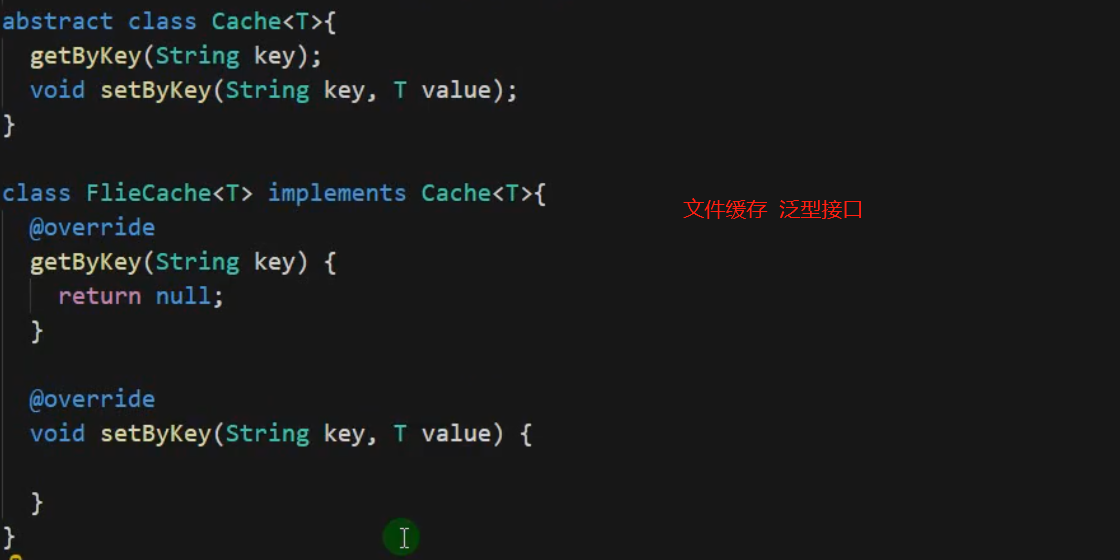 abstract class Cache<T>{
getByKey(String key);
void setByKey(String key, T value);
}
class FlieCache<T> implements Cache<T>{
文件缓存 泛型接口
@override
getByKey(String key) {
return null;
}
@override
void setByKey(String key, T value) {
}
}